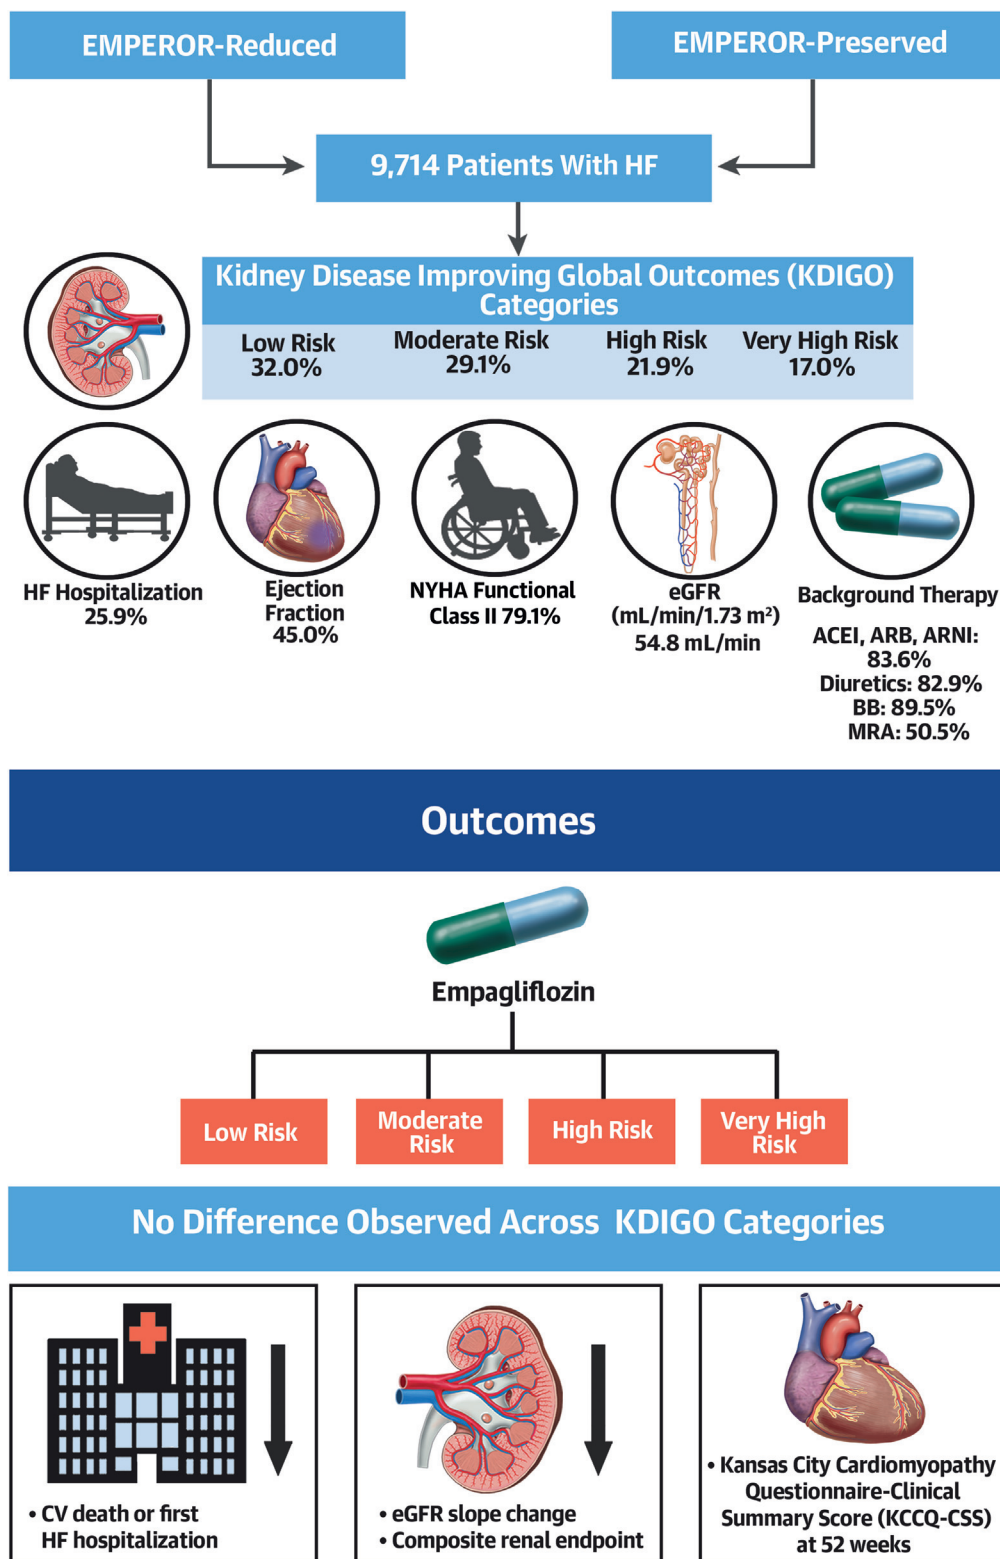 EMPEROR-Reduced
EMPEROR-Preserved
9,714 Patients With HF
Kidney Disease Improving Global Outcomes (KDIGO)
Categories
Low Risk
32.0%
Moderate Risk
29.1%
High Risk
21.9%
Very High Risk
17.0%
HF Hospitalization
25.9%
Ejection
Fraction
45.0%
NYHA Functional
Class II 79.1%
eGFR
(mL/min/1.73 m²)
54.8 mL/min
Background Therapy
ACEI, ARB, ARNI:
83.6%
Diuretics: 82.9%
BB: 89.5%
MRA: 50.5%
Outcomes
Empagliflozin
Low Risk
Moderate
Risk
High Risk
Very High
Risk
No Difference Observed Across KDIGO Categories
• CV death or first
HF hospitalization
• eGFR slope change
• Composite renal endpoint
• Kansas City Cardiomyopathy
Questionnaire-Clinical
Summary Score (KCCQ-CSS)
at 52 weeks